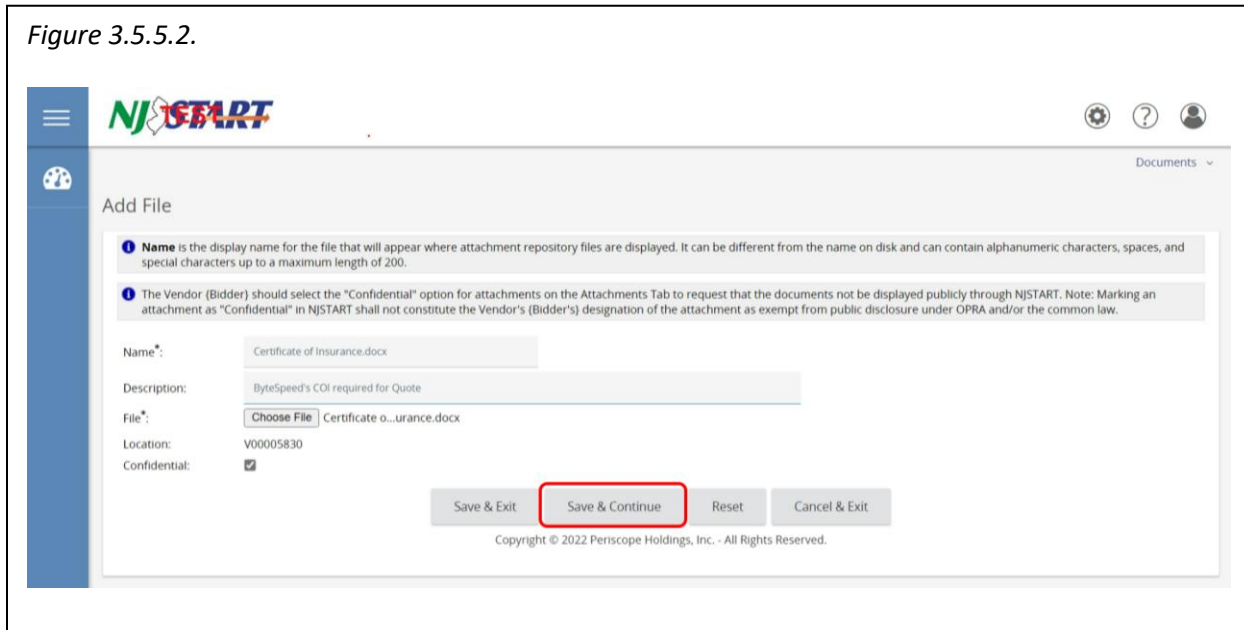 Figure 3.5.5.2.
NJSTART
TEST
Documents
Add File
Name is the display name for the file that will appear where attachment repository files are displayed. It can be different from the name on disk and can contain alphanumeric characters, spaces, and
special characters up to a maximum length of 200.
The Vendor {Bidder} should select the "Confidential" option for attachments on the Attachments Tab to request that the documents not be displayed publicly through NJSTART. Note: Marking an
attachment as "Confidential" in NJSTART shall not constitute the Vendor's {Bidder's} designation of the attachment as exempt from public disclosure under OPRA and/or the common law.
Name*: Certificate of Insurance.docx
Description: ByteSpeed's COI required for Quote
File*: Choose File Certificate o...urance.docx
Location: V00005830
Confidential:
Save & Exit Save & Continue Reset Cancel & Exit
Copyright © 2022 Periscope Holdings, Inc. - All Rights Reserved.